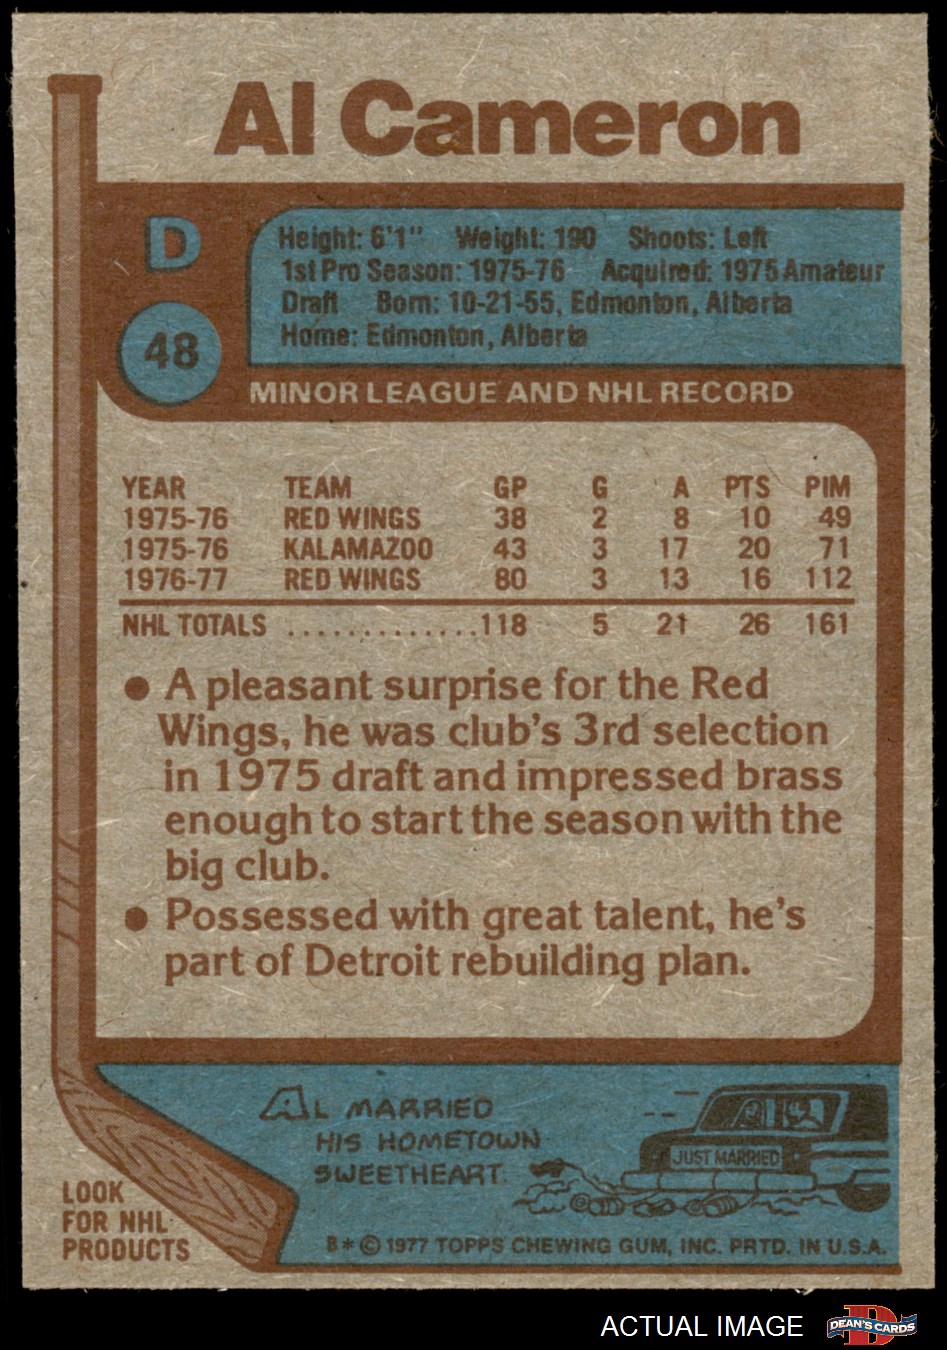 Al Cameron
D
48
Height: 6'1" Weight: 190 Shoots: Left
1st Pro Season: 1975-76 Acquired: 1975 Amateur
Draft Born: 10-21-55, Edmonton, Alberta
Home: Edmonton, Alberta
MINOR LEAGUE AND NHL RECORD
YEAR TEAM GP G A PTS PIM
1975-76 RED WINGS 38 2 8 10 49
1975-76 KALAMAZOO 43 3 17 20 71
1976-77 RED WINGS 80 3 13 16 112
NHL TOTALS ..............118 5 21 26 161
● A pleasant surprise for the Red
Wings, he was club's 3rd selection
in 1975 draft and impressed brass
enough to start the season with the
big club.
● Possessed with great talent, he's
part of Detroit rebuilding plan.
AL MARRIED
HIS HOMETOWN
SWEETHEART.
JUST MARRIED
LOOK
FOR NHL
PRODUCTS
B * © 1977 TOPPS CHEWING GUM, INC. PRTD. IN U.S.A.
ACTUAL IMAGE
DEAN'S CARDS